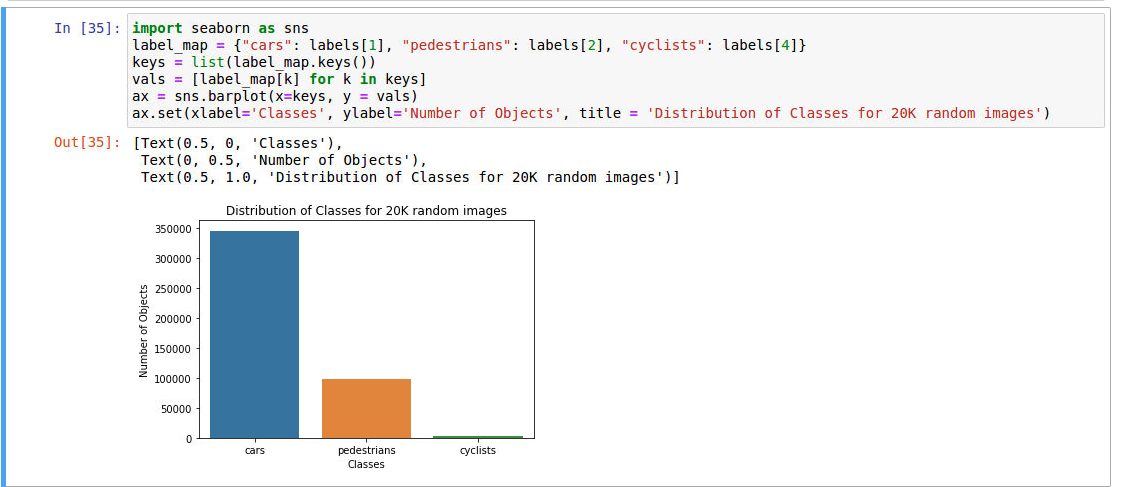 In [35]: import seaborn as sns
label_map = {"cars": labels[1], "pedestrians": labels[2], "cyclists": labels[4]}
keys = list(label_map.keys())
vals = [label_map[k] for k in keys]
ax = sns.barplot(x=keys, y = vals)
ax.set(xlabel='Classes', ylabel='Number of Objects', title = 'Distribution of Classes for 20K random images')
Out[35]: [Text(0.5, 0, 'Classes'),
Text(0, 0.5, 'Number of Objects'),
Text(0.5, 1.0, 'Distribution of Classes for 20K random images')]
Distribution of Classes for 20K random images
Number of Objects
350000
300000
250000
200000
150000
100000
50000
0
cars pedestrians cyclists
Classes